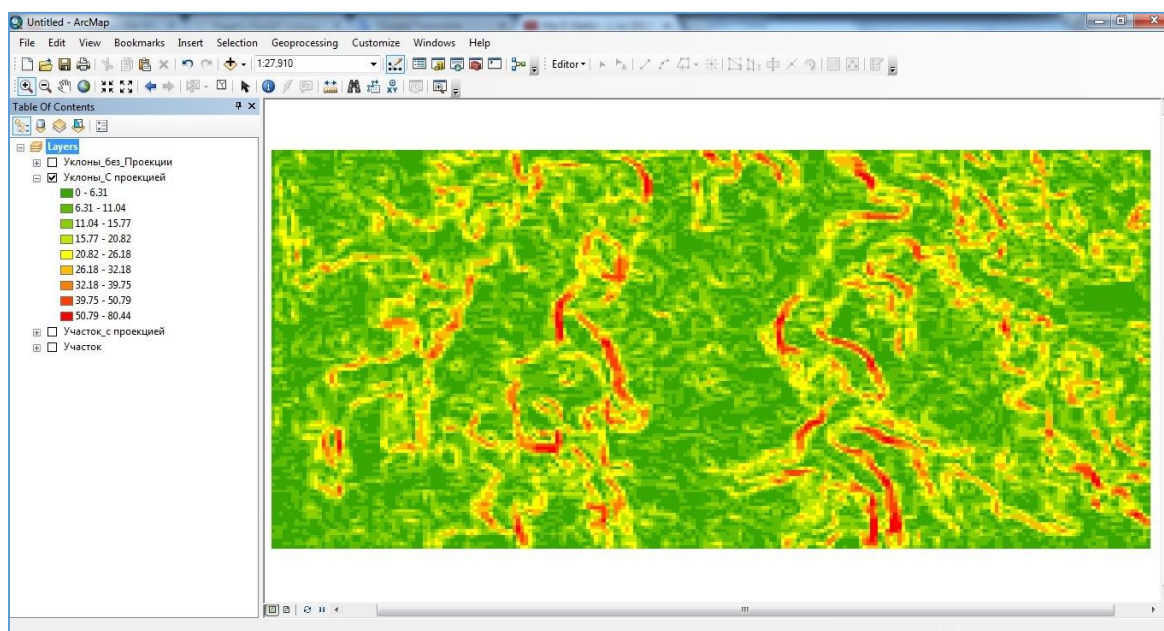 Untitled - ArcMap
File Edit View Bookmarks Insert Selection Geoprocessing Customize Windows Help
1:27,910 Editor
Table Of Contents
Layers
Уклоны_без_Проекции
Уклоны_С проекцией
0 - 6.31
6.31 - 11.04
11.04 - 15.77
15.77 - 20.82
20.82 - 26.18
26.18 - 32.18
32.18 - 39.75
39.75 - 50.79
50.79 - 80.44
Участок_с проекцией
Участок